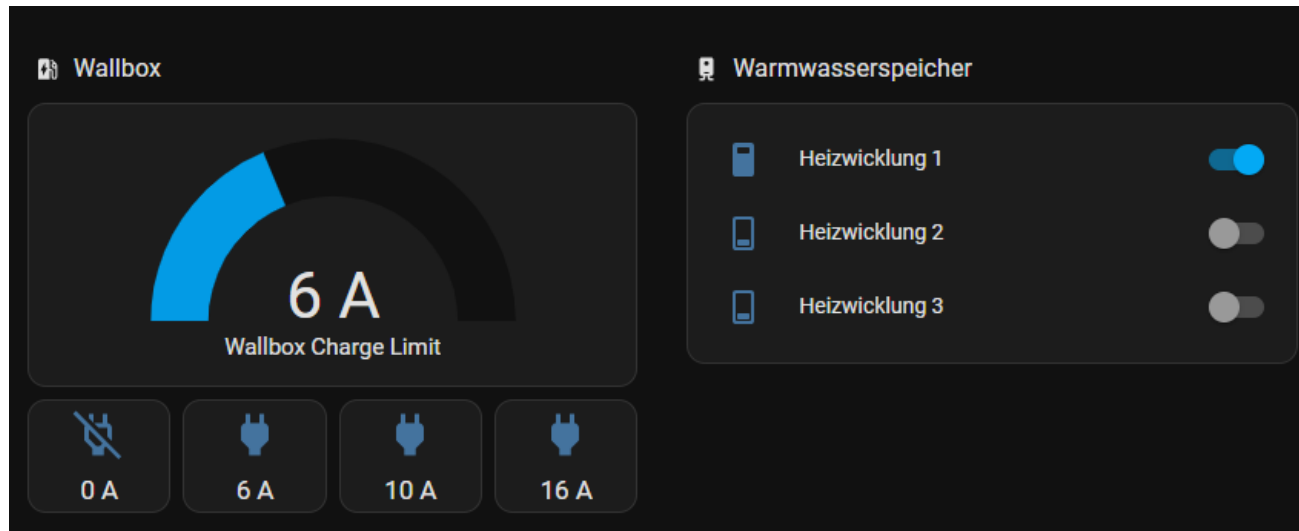 Wallbox
6 A
Wallbox Charge Limit
0 A
6 A
10 A
16 A
Warmwasserspeicher
Heizwicklung 1
Heizwicklung 2
Heizwicklung 3